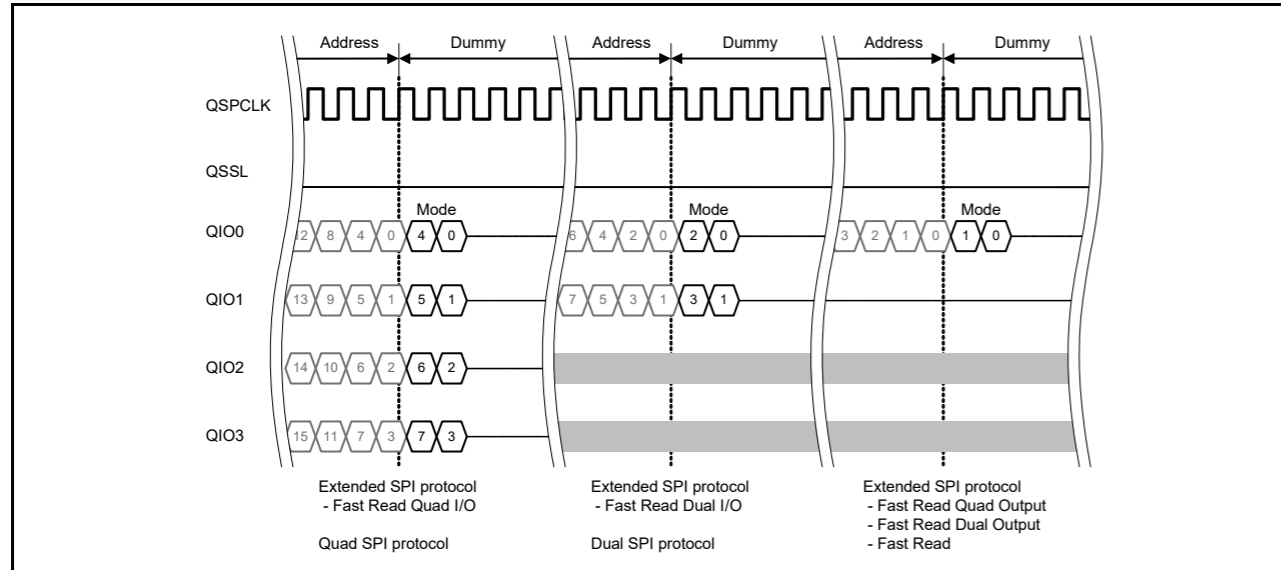 Address Dummy Address Dummy Address Dummy
QSPCLK
QSSL
Mode Mode Mode
QIO0 12 8 4 0 4 0 6 4 2 0 2 0 3 2 1 0 1 0
QIO1 13 9 5 1 5 1 7 5 3 1 3 1
QIO2 14 10 6 2 6 2
QIO3 15 11 7 3 7 3
Extended SPI protocol
- Fast Read Quad I/O
Quad SPI protocol
Extended SPI protocol
- Fast Read Dual I/O
Dual SPI protocol
Extended SPI protocol
- Fast Read Quad Output
- Fast Read Dual Output
- Fast Read